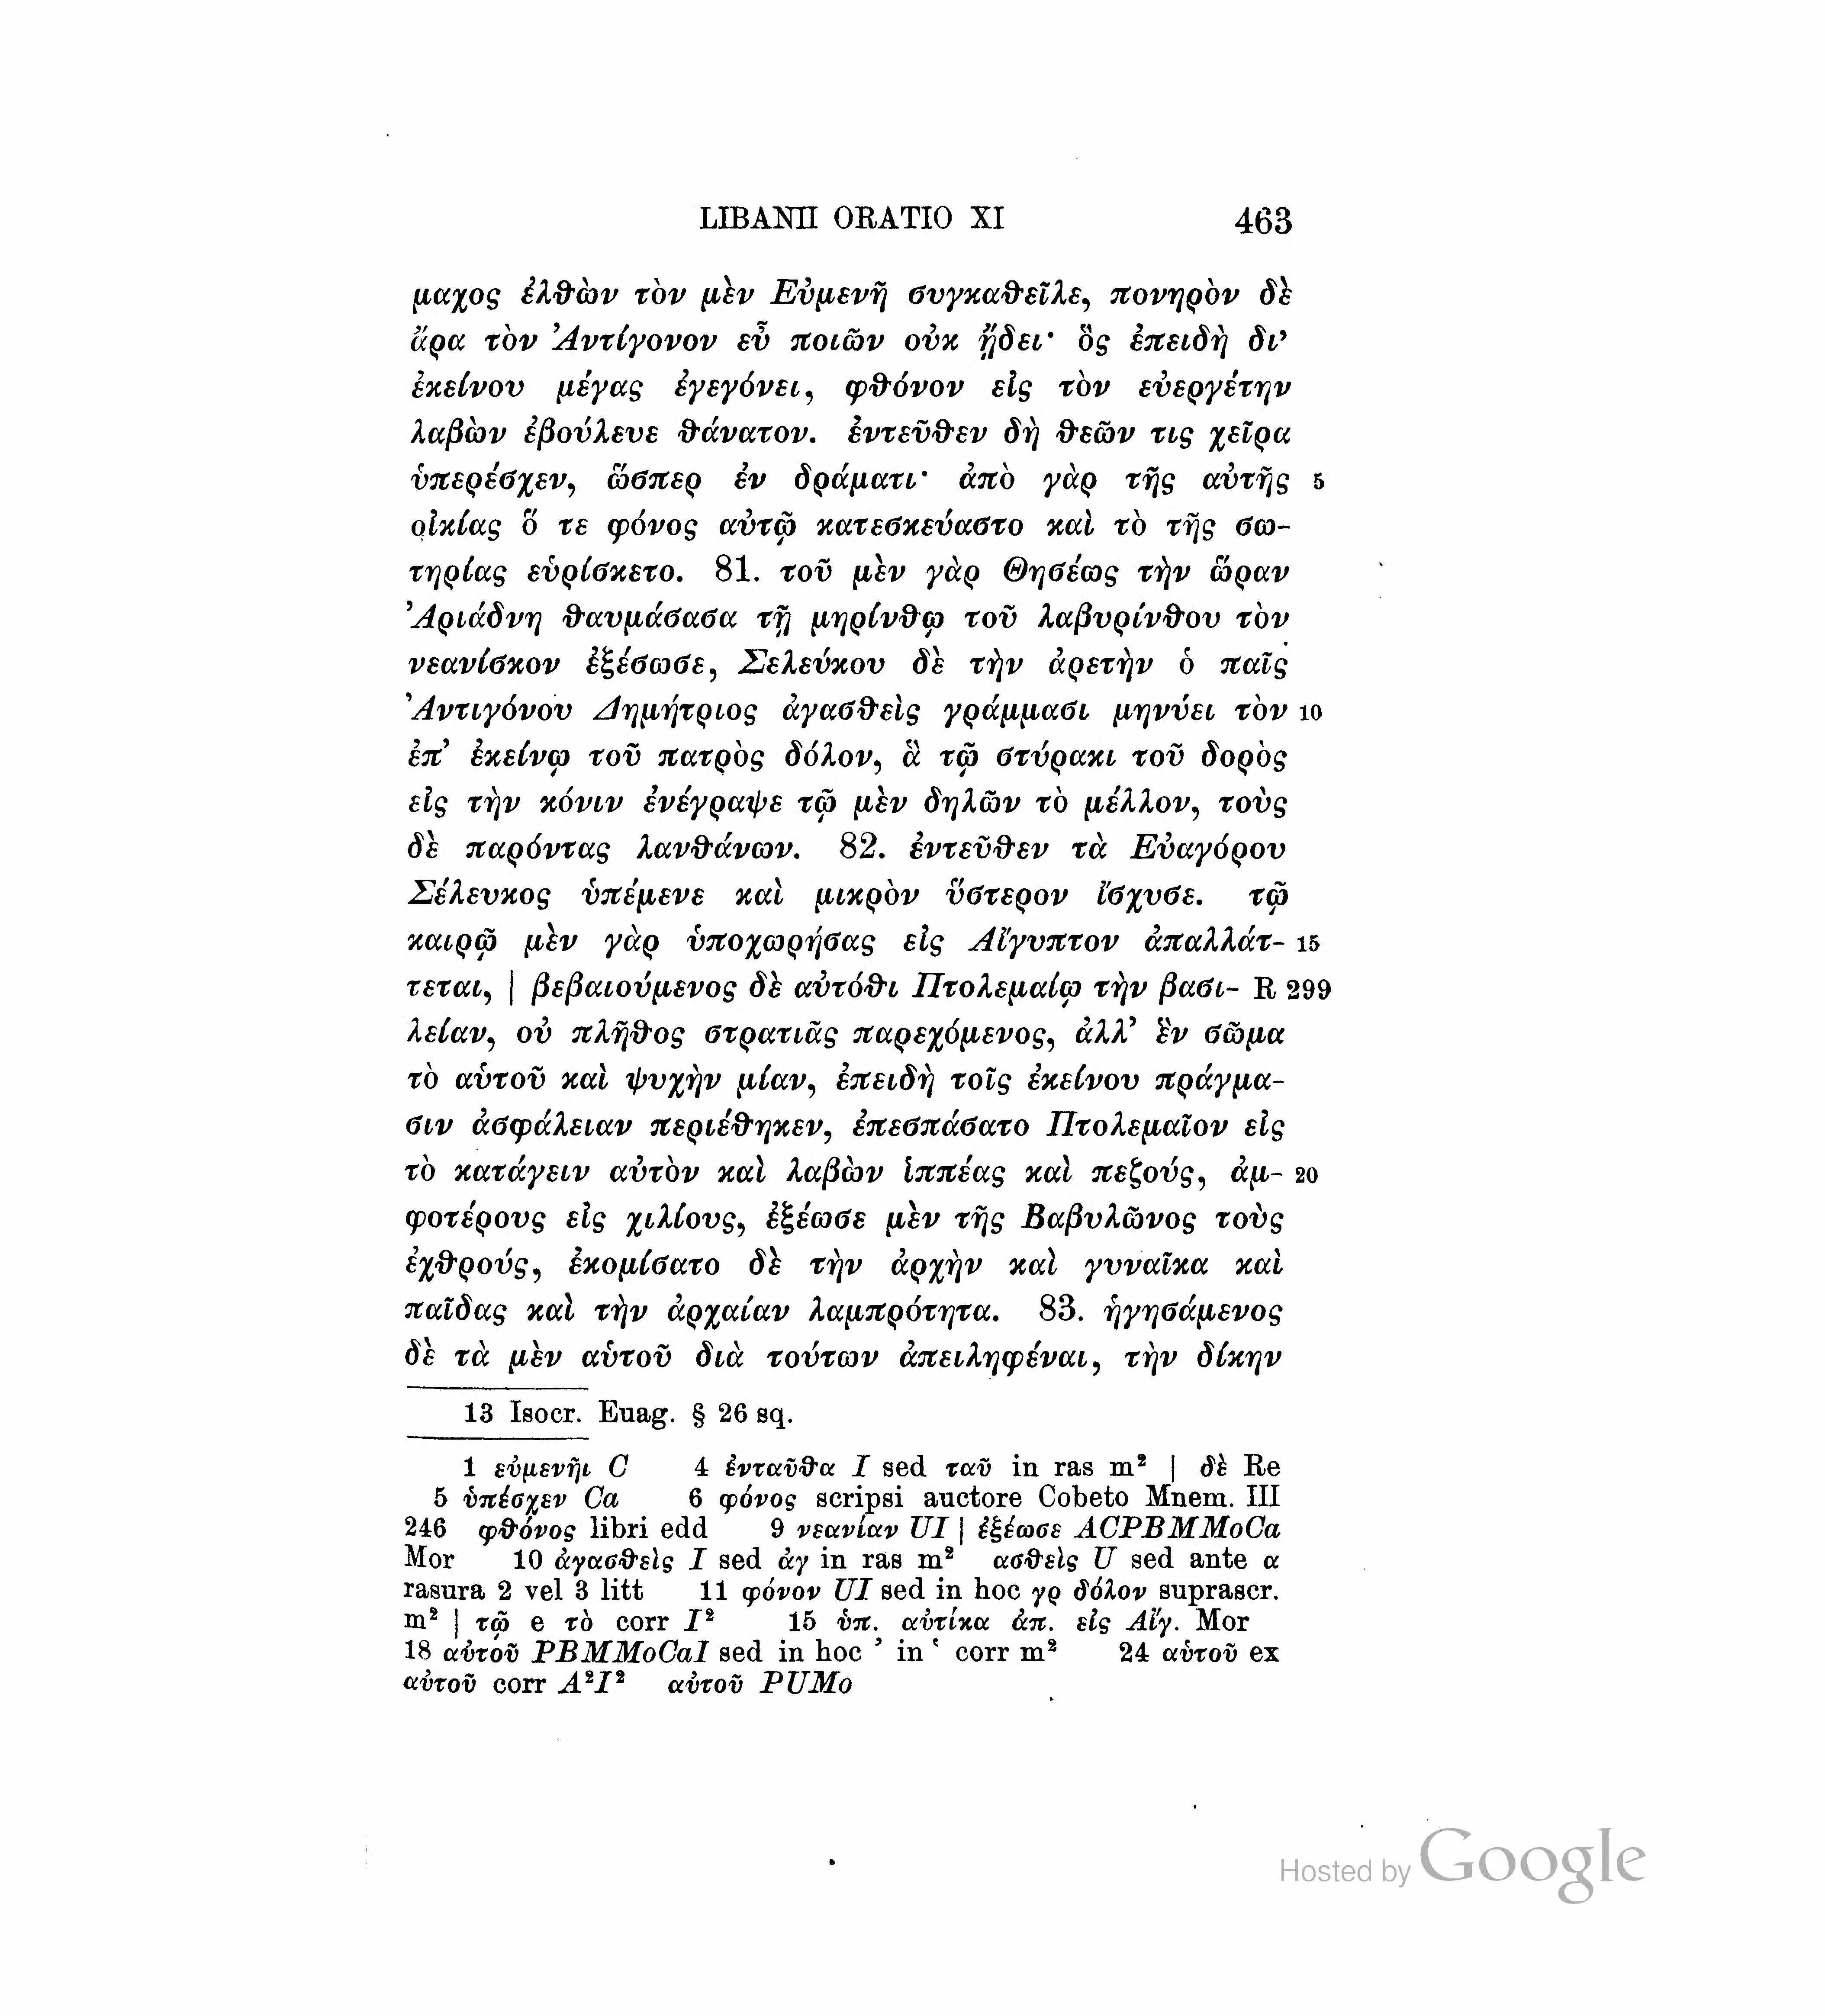 LIBANII ORATIO XI 463
μαχος ἐλθὼν τὸν μὲν Εὐμενῆ συγκαθεῖλε, πονηρὸν δὲ
ἄρα τὸν Ἀντίγονον εὖ ποιῶν οὐκ ᾔδει· ὃς ἐπειδὴ δι’
ἐκείνου μέγας ἐγεγόνει, φθόνον εἰς τὸν εὐεργέτην
λαβὼν ἐβούλευε θάνατον. ἐντεῦθεν δὴ θεῶν τις χεῖρα
ὑπερέσχεν, ὥσπερ ἐν δράματι· ἀπὸ γὰρ τῆς αὐτῆς 5
οἰκίας ὅ τε φόνος αὐτῷ κατεσκεύαστο καὶ τὸ τῆς σω-
τηρίας εὑρίσκετο. 81. τοῦ μὲν γὰρ Θησέως τὴν ὥραν
Ἀριάδνη θαυμάσασα τῇ μηρίνθῳ τοῦ λαβυρίνθου τὸν
νεανίσκον ἐξέσωσε, Σελεύκου δὲ τὴν ἀρετὴν ὁ παῖς
Ἀντιγόνου Δημήτριος ἀγασθεὶς γράμμασι μηνύει τὸν 10
ἐπ’ ἐκείνῳ τοῦ πατρὸς δόλον, ἃ τῷ στύρακι τοῦ δορὸς
εἰς τὴν κόνιν ἐνέγραψε τῷ μὲν δηλῶν τὸ μέλλον, τοὺς
δὲ παρόντας λανθάνων. 82. ἐντεῦθεν τὰ Εὐαγόρου
Σέλευκος ὑπέμενε καὶ μικρὸν ὕστερον ἴσχυσε. τῷ
καιρῷ μὲν γὰρ ὑποχωρήσας εἰς Αἴγυπτον ἀπαλλάτ- 15
τεται, | βεβαιούμενος δὲ αὐτόθι Πτολεμαίῳ τὴν βασι- R 299
λείαν, οὐ πλῆθος στρατιᾶς παρεχόμενος, ἀλλ’ ἓν σῶμα
τὸ αὑτοῦ καὶ ψυχὴν μίαν, ἐπειδὴ τοῖς ἐκείνου πράγμα-
σιν ἀσφάλειαν περιέθηκεν, ἐπεσπάσατο Πτολεμαῖον εἰς
τὸ κατάγειν αὐτὸν καὶ λαβὼν ἱππέας καὶ πεζούς, ἀμ- 20
φοτέρους εἰς χιλίους, ἐξέωσε μὲν τῆς Βαβυλῶνος τοὺς
ἐχθρούς, ἐκομίσατο δὲ τὴν ἀρχὴν καὶ γυναῖκα καὶ
παῖδας καὶ τὴν ἀρχαίαν λαμπρότητα. 83. ἡγησάμενος
δὲ τὰ μὲν αὑτοῦ διὰ τούτων ἀπειληφέναι, τὴν δίκην
13 Isocr. Euag. § 26 sq.
1 εὐμενῆι C 4 ἐνταῦθα I sed ταῦ in ras m² | δὲ Re
5 ὑπέσχεν Ca 6 φόνος scripsi auctore Cobeto Mnem. III
246 φθόνος libri edd 9 νεανίαν UI | ἐξέωσε ACPBMMoCa
Mor 10 ἀγασθεὶς I sed ἀγ in ras m² ασθεὶς U sed ante α
rasura 2 vel 3 litt 11 φόνον UI sed in hoc γρ δόλον suprascr.
m² | τῷ e τὸ corr I² 15 ὑπ. αὐτίκα ἀπ. εἰς Αἴγ. Mor
18 αὐτοῦ PBMMoCaI sed in hoc ’ in ‘ corr m² 24 αὑτοῦ ex
αὐτοῦ corr A²I² αὐτοῦ PUMo
Hosted by Google